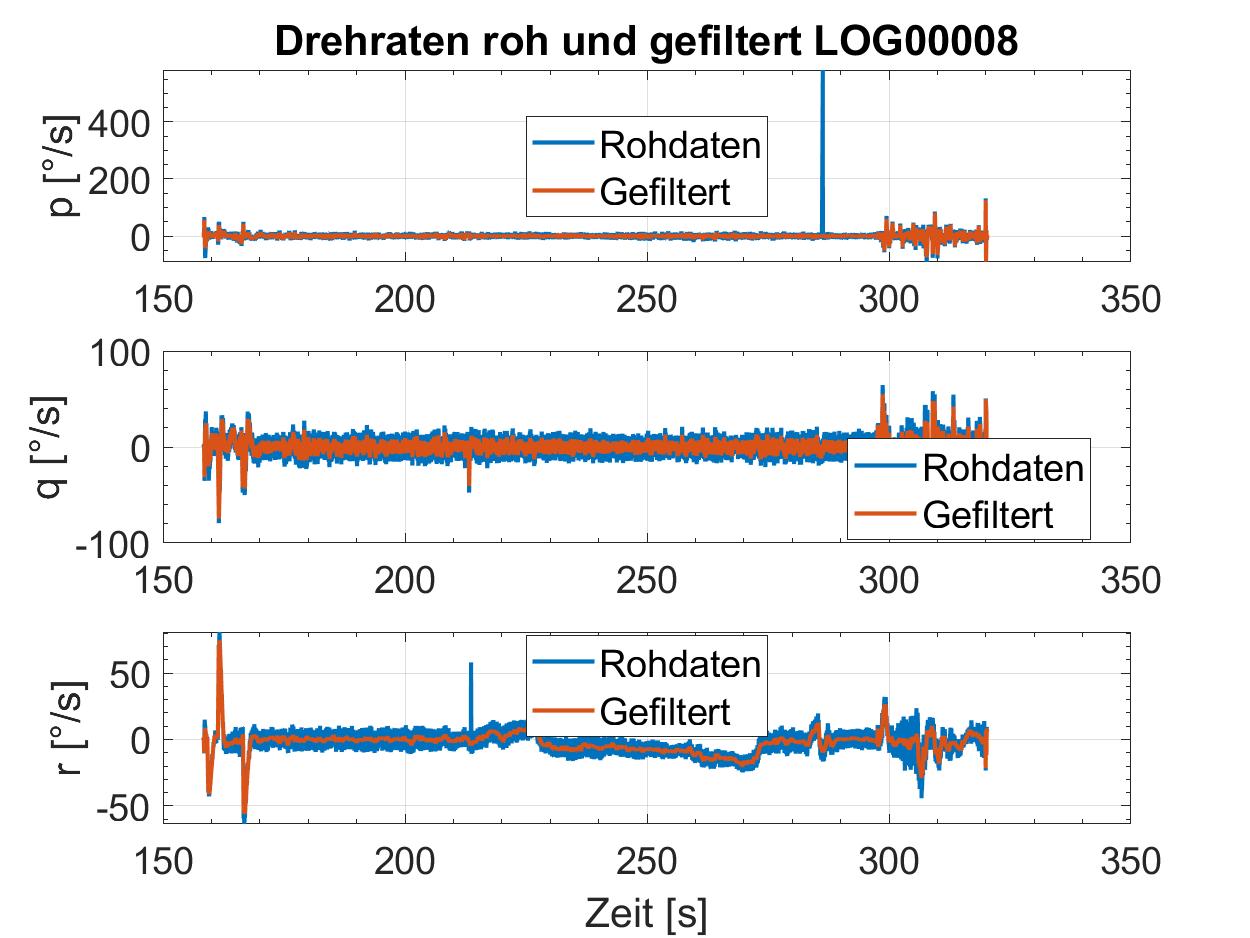 Drehraten roh und gefiltert LOG00008
p [°/s]
400
200
0
Rohdaten
Gefiltert
150 200 250 300 350
q [°/s]
100
0
-100
Rohdaten
Gefiltert
150 200 250 300 350
r [°/s]
50
0
-50
Rohdaten
Gefiltert
150 200 250 300 350
Zeit [s]